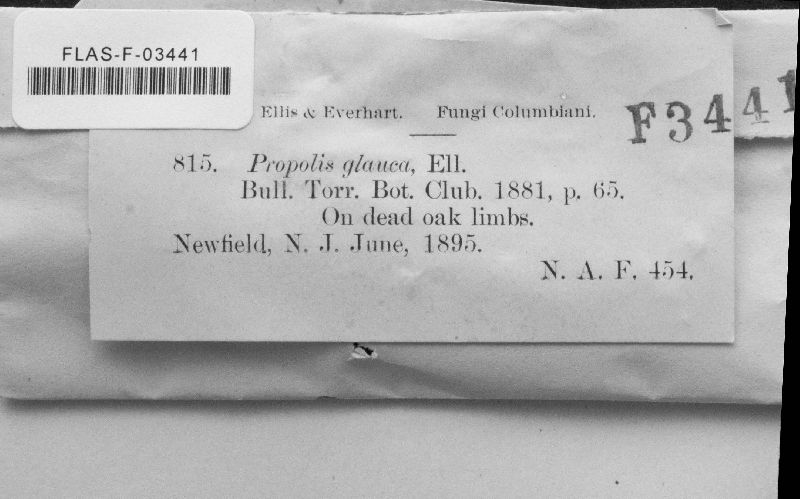 FLAS-F-03441
Ellis & Everhart. Fungi Columbiani.
F3441
815. Propolis glauca, Ell.
Bull. Torr. Bot. Club. 1881, p. 65.
On dead oak limbs.
Newfield, N. J. June, 1895.
N. A. F. 454.